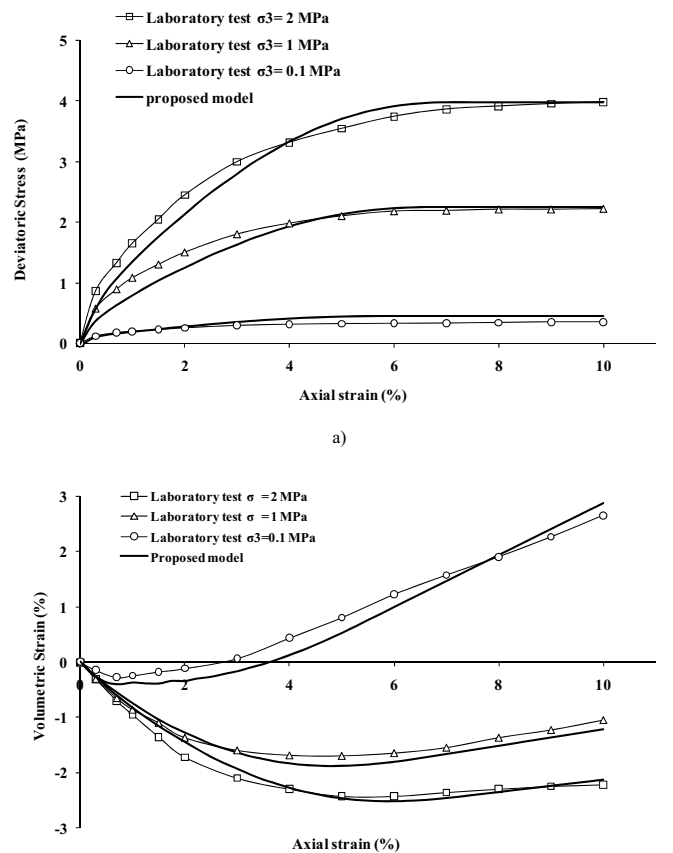 Laboratory test σ3= 2 MPa
Laboratory test σ3= 1 MPa
Laboratory test σ3= 0.1 MPa
proposed model
5
4
3
2
1
0
Deviatoric Stress (MPa)
0 2 4 6 8 10
Axial strain (%)
a)
Laboratory test σ =2 MPa
Laboratory test σ =1 MPa
Laboratory test σ3=0.1 MPa
Proposed model
3
2
1
0
-1
-2
-3
Volumetric Strain (%)
0 2 4 6 8 10
Axial strain (%)